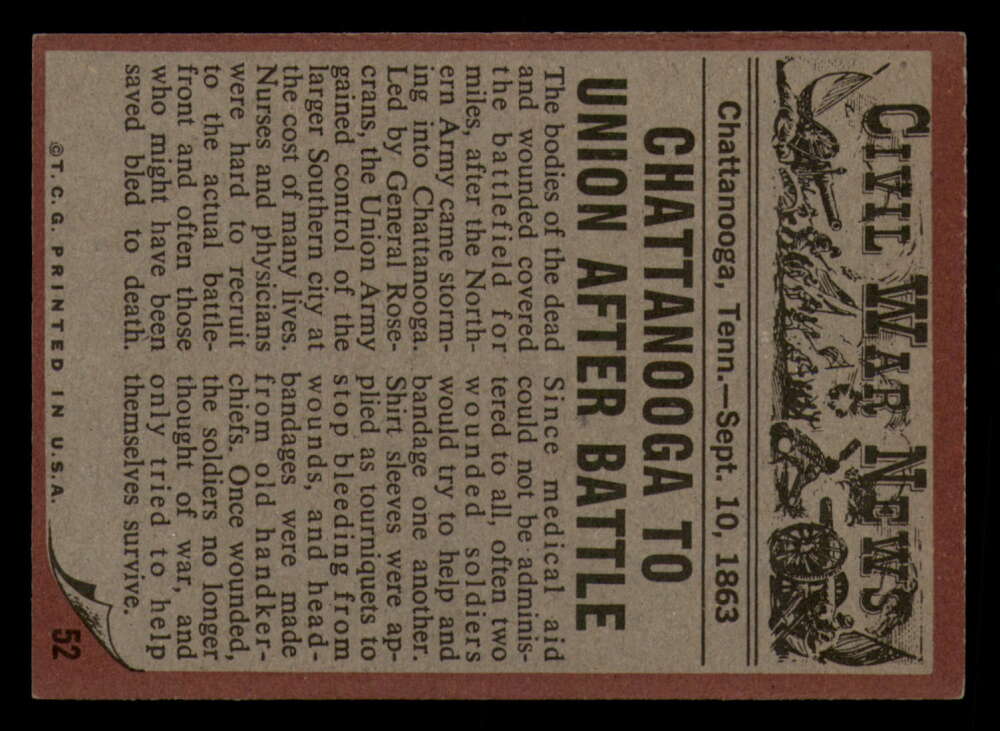 CIVIL WAR NEWS
Chattanooga, Tenn.—Sept. 10, 1863
CHATTANOOGA TO
UNION AFTER BATTLE
The bodies of the dead
and wounded covered
the battlefield for
miles, after the North-
ern Army came storm-
ing into Chattanooga.
Led by General Rose-
crans, the Union Army
gained control of the
larger Southern city at
the cost of many lives.
Nurses and physicians
were hard to recruit
to the actual battle-
front and often those
who might have been
saved bled to death.
Since medical aid
could not be adminis-
tered to all, often two
wounded soldiers
would try to help and
bandage one another.
Shirt sleeves were ap-
plied as tourniquets to
stop bleeding from
wounds, and head-
bandages were made
from old handker-
chiefs. Once wounded,
the soldiers no longer
thought of war, and
only tried to help
themselves survive.
©T. C. G. PRINTED IN U.S.A.
52